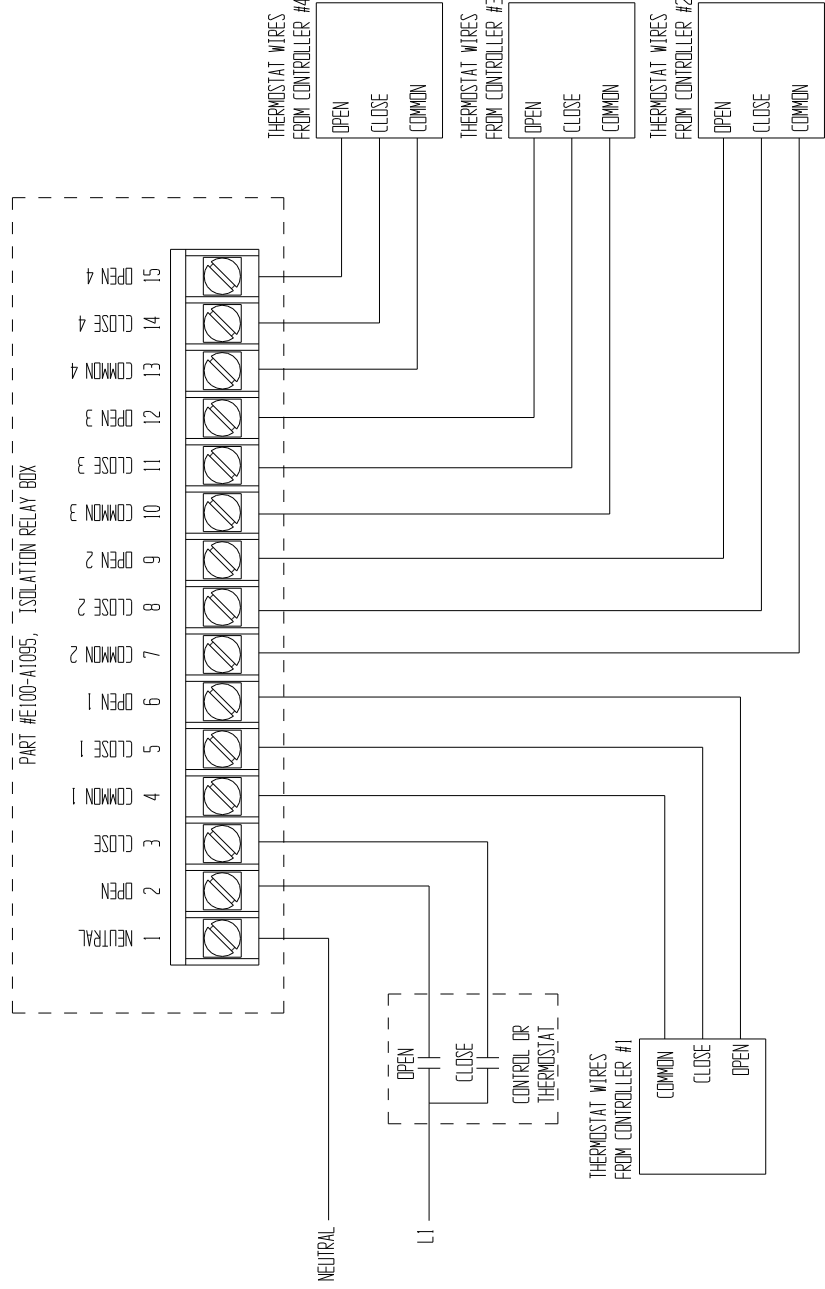 PART #E100-A1095, ISOLATION RELAY BOX
NEUTRAL 1
OPEN 2
CLOSE 3
COMMON 1 4
CLOSE 1 5
OPEN 1 6
COMMON 2 7
CLOSE 2 8
OPEN 2 9
COMMON 3 10
CLOSE 3 11
OPEN 3 12
COMMON 4 13
CLOSE 4 14
OPEN 4 15
THERMOSTAT WIRES
FROM CONTROLLER #4
OPEN
CLOSE
COMMON
THERMOSTAT WIRES
FROM CONTROLLER #3
OPEN
CLOSE
COMMON
THERMOSTAT WIRES
FROM CONTROLLER #2
OPEN
CLOSE
COMMON
NEUTRAL
L1
OPEN
CLOSE
CONTROL OR
THERMOSTAT
THERMOSTAT WIRES
FROM CONTROLLER #1
COMMON
CLOSE
OPEN